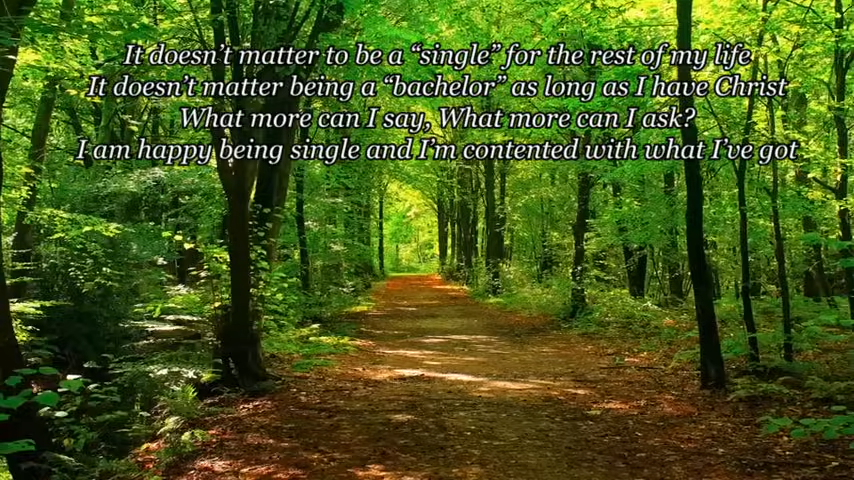 It doesn't matter to be a “single” for the rest of my life
It doesn't matter being a “bachelor” as long as I have Christ
What more can I say, What more can I ask?
I am happy being single and I'm contented with what I've got